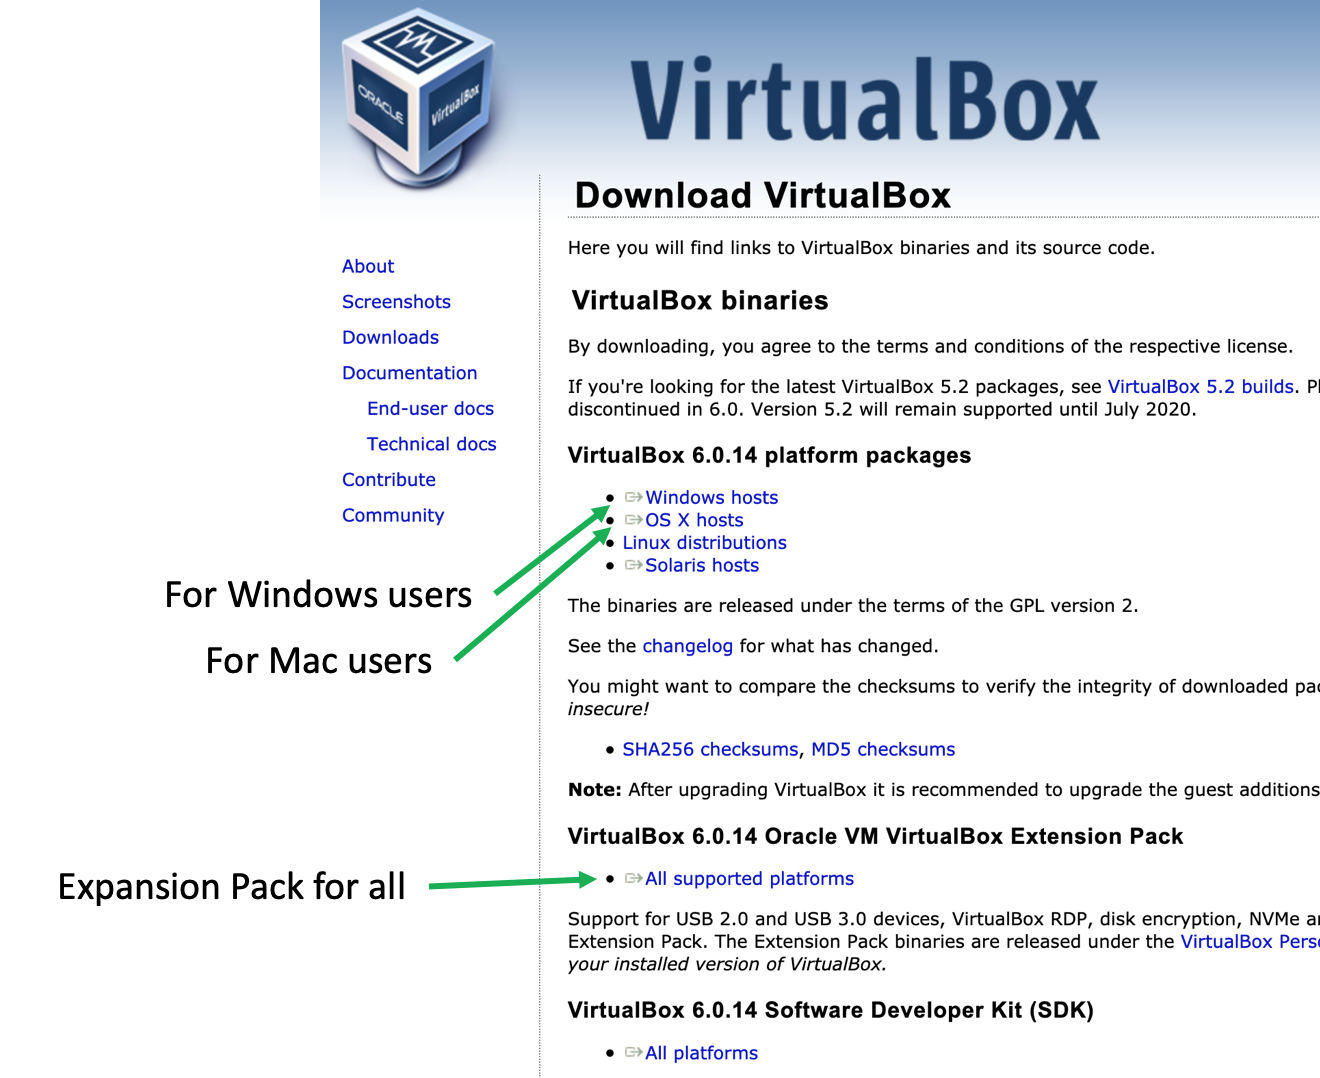 ORACLE
VirtualBox
VirtualBox
Download VirtualBox
Here you will find links to VirtualBox binaries and its source code.
About
Screenshots
Downloads
Documentation
End-user docs
Technical docs
Contribute
Community
VirtualBox binaries
By downloading, you agree to the terms and conditions of the respective license.
If you're looking for the latest VirtualBox 5.2 packages, see VirtualBox 5.2 builds.
discontinued in 6.0. Version 5.2 will remain supported until July 2020.
VirtualBox 6.0.14 platform packages
Windows hosts
OS X hosts
Linux distributions
Solaris hosts
For Windows users
For Mac users
The binaries are released under the terms of the GPL version 2.
See the changelog for what has changed.
You might want to compare the checksums to verify the integrity of downloaded
insecure!
SHA256 checksums, MD5 checksums
Note: After upgrading VirtualBox it is recommended to upgrade the guest additions
VirtualBox 6.0.14 Oracle VM VirtualBox Extension Pack
Expansion Pack for all
All supported platforms
Support for USB 2.0 and USB 3.0 devices, VirtualBox RDP, disk encryption, NVMe
Extension Pack. The Extension Pack binaries are released under the VirtualBox
your installed version of VirtualBox.
VirtualBox 6.0.14 Software Developer Kit (SDK)
All platforms